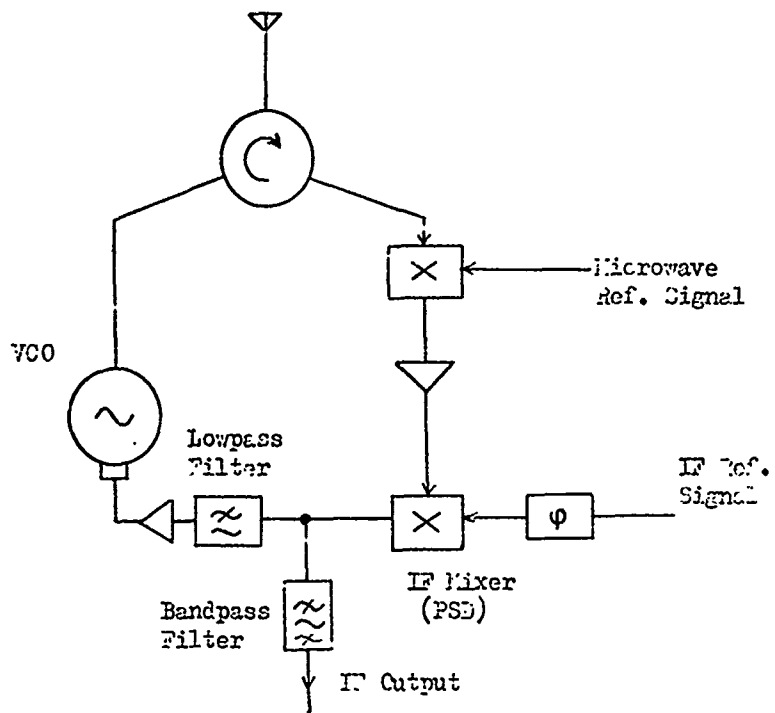 Microwave
Ref. Signal
VCO
Lowpass
Filter
IF Ref.
Signal
φ
IF Mixer
(PSD)
Bandpass
Filter
IF Output